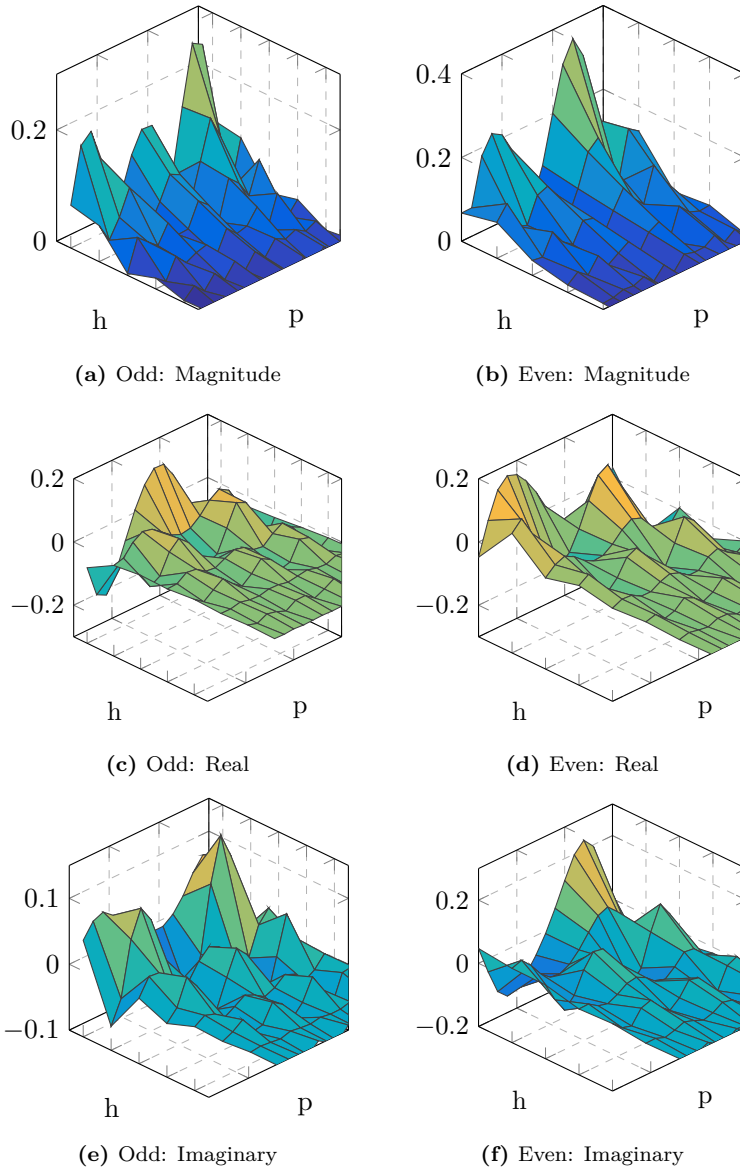 0.2
0
h
p
0.4
0.2
0
h
p
(a) Odd: Magnitude
(b) Even: Magnitude
0.2
0
−0.2
h
p
0.2
0
−0.2
h
p
(c) Odd: Real
(d) Even: Real
0.1
0
−0.1
h
p
0.2
0
−0.2
h
p
(e) Odd: Imaginary
(f) Even: Imaginary